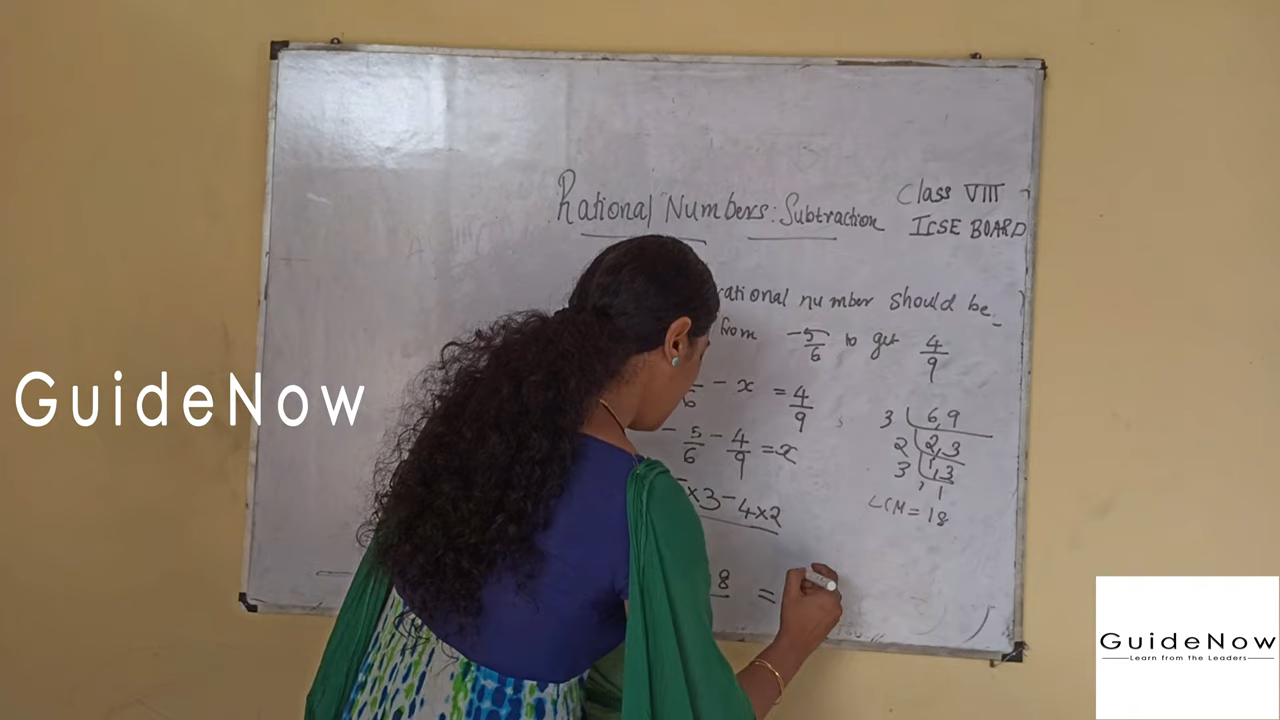 Rational Numbers: Subtraction
Class VIII
ICSE BOARD
rational number should be
from -5/6 to get 4/9
6 - x = 4/9
- 5/6 - 4/9 = x
×3 - 4×2
8 =
3 | 6,9
2 | 2,3
3 | 1,3
1, 1
LCM = 18
GuideNow
GuideNow
Learn from the Leaders